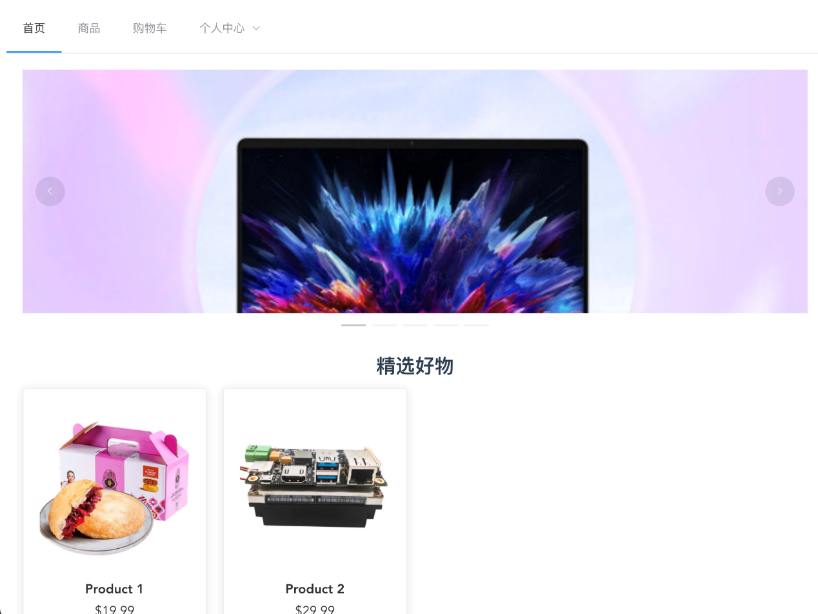 首页
商品
购物车
个人中心
精选好物
Product 1
Product 2
$19.99
$29.99